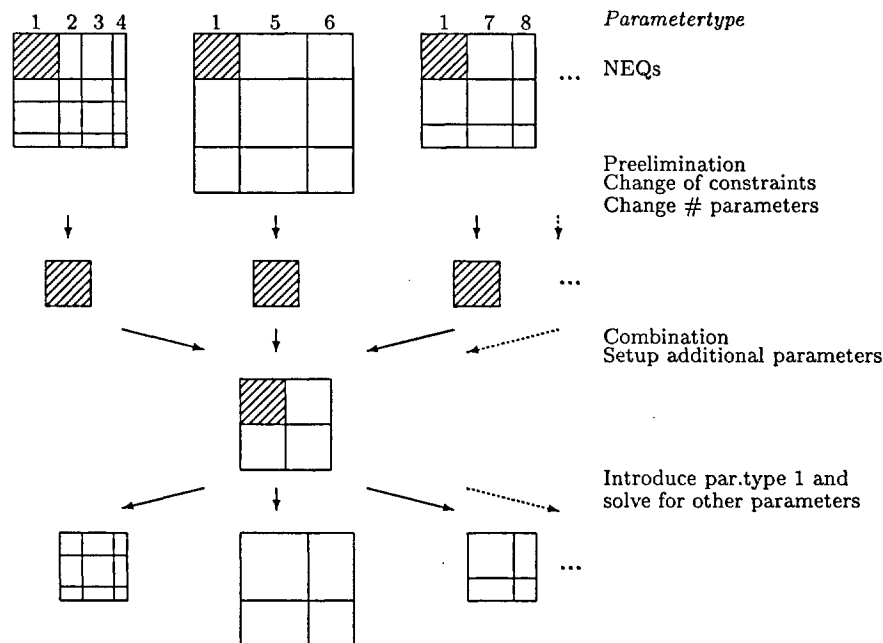 1 2 3 4 1 5 6 1 7 8 Parametertype
... NEQs
Preelimination
Change of constraints
Change # parameters
...
Combination
Setup additional parameters
Introduce par.type 1 and
solve for other parameters
...